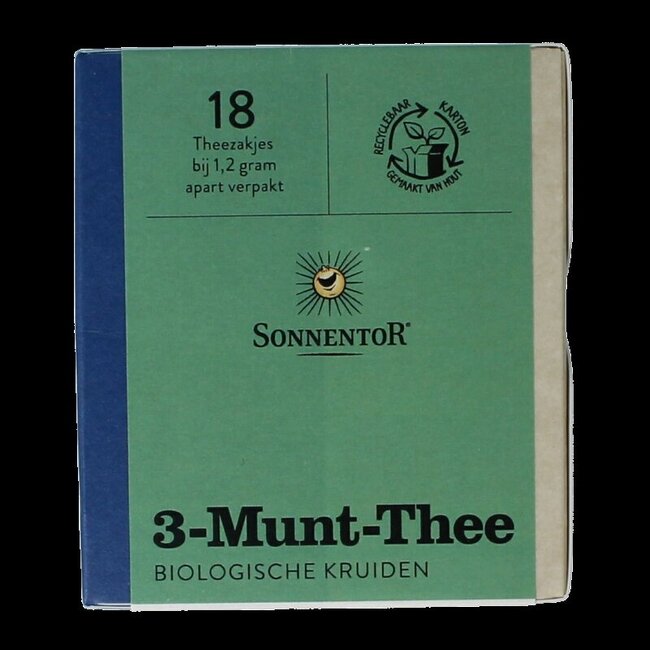 18
Theezakjes
bij 1,2 gram
apart verpakt
RECYCLEBAAR
KARTON
GEMAAKT VAN HOUT
SONNENTOR®
3-Munt-Thee
BIOLOGISCHE KRUIDEN